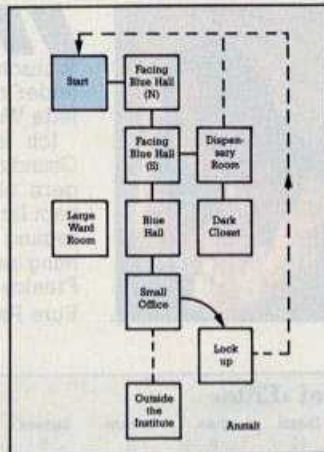 Start
Facing
Blue Hall
(N)
Facing
Blue Hall
(S)
Dispen-
sary
Room
Large
Ward
Room
Blue
Hall
Dark
Closet
Small
Office
Lock
up
Outside
the
Institute
Anstalt